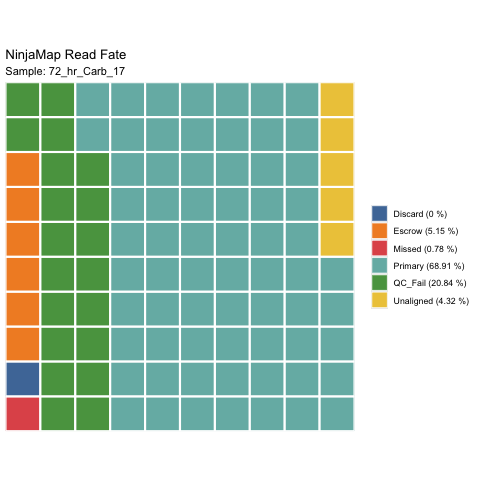 NinjaMap Read Fate
Sample: 72_hr_Carb_17
Discard (0 %)
Escrow (5.15 %)
Missed (0.78 %)
Primary (68.91 %)
QC_Fail (20.84 %)
Unaligned (4.32 %)